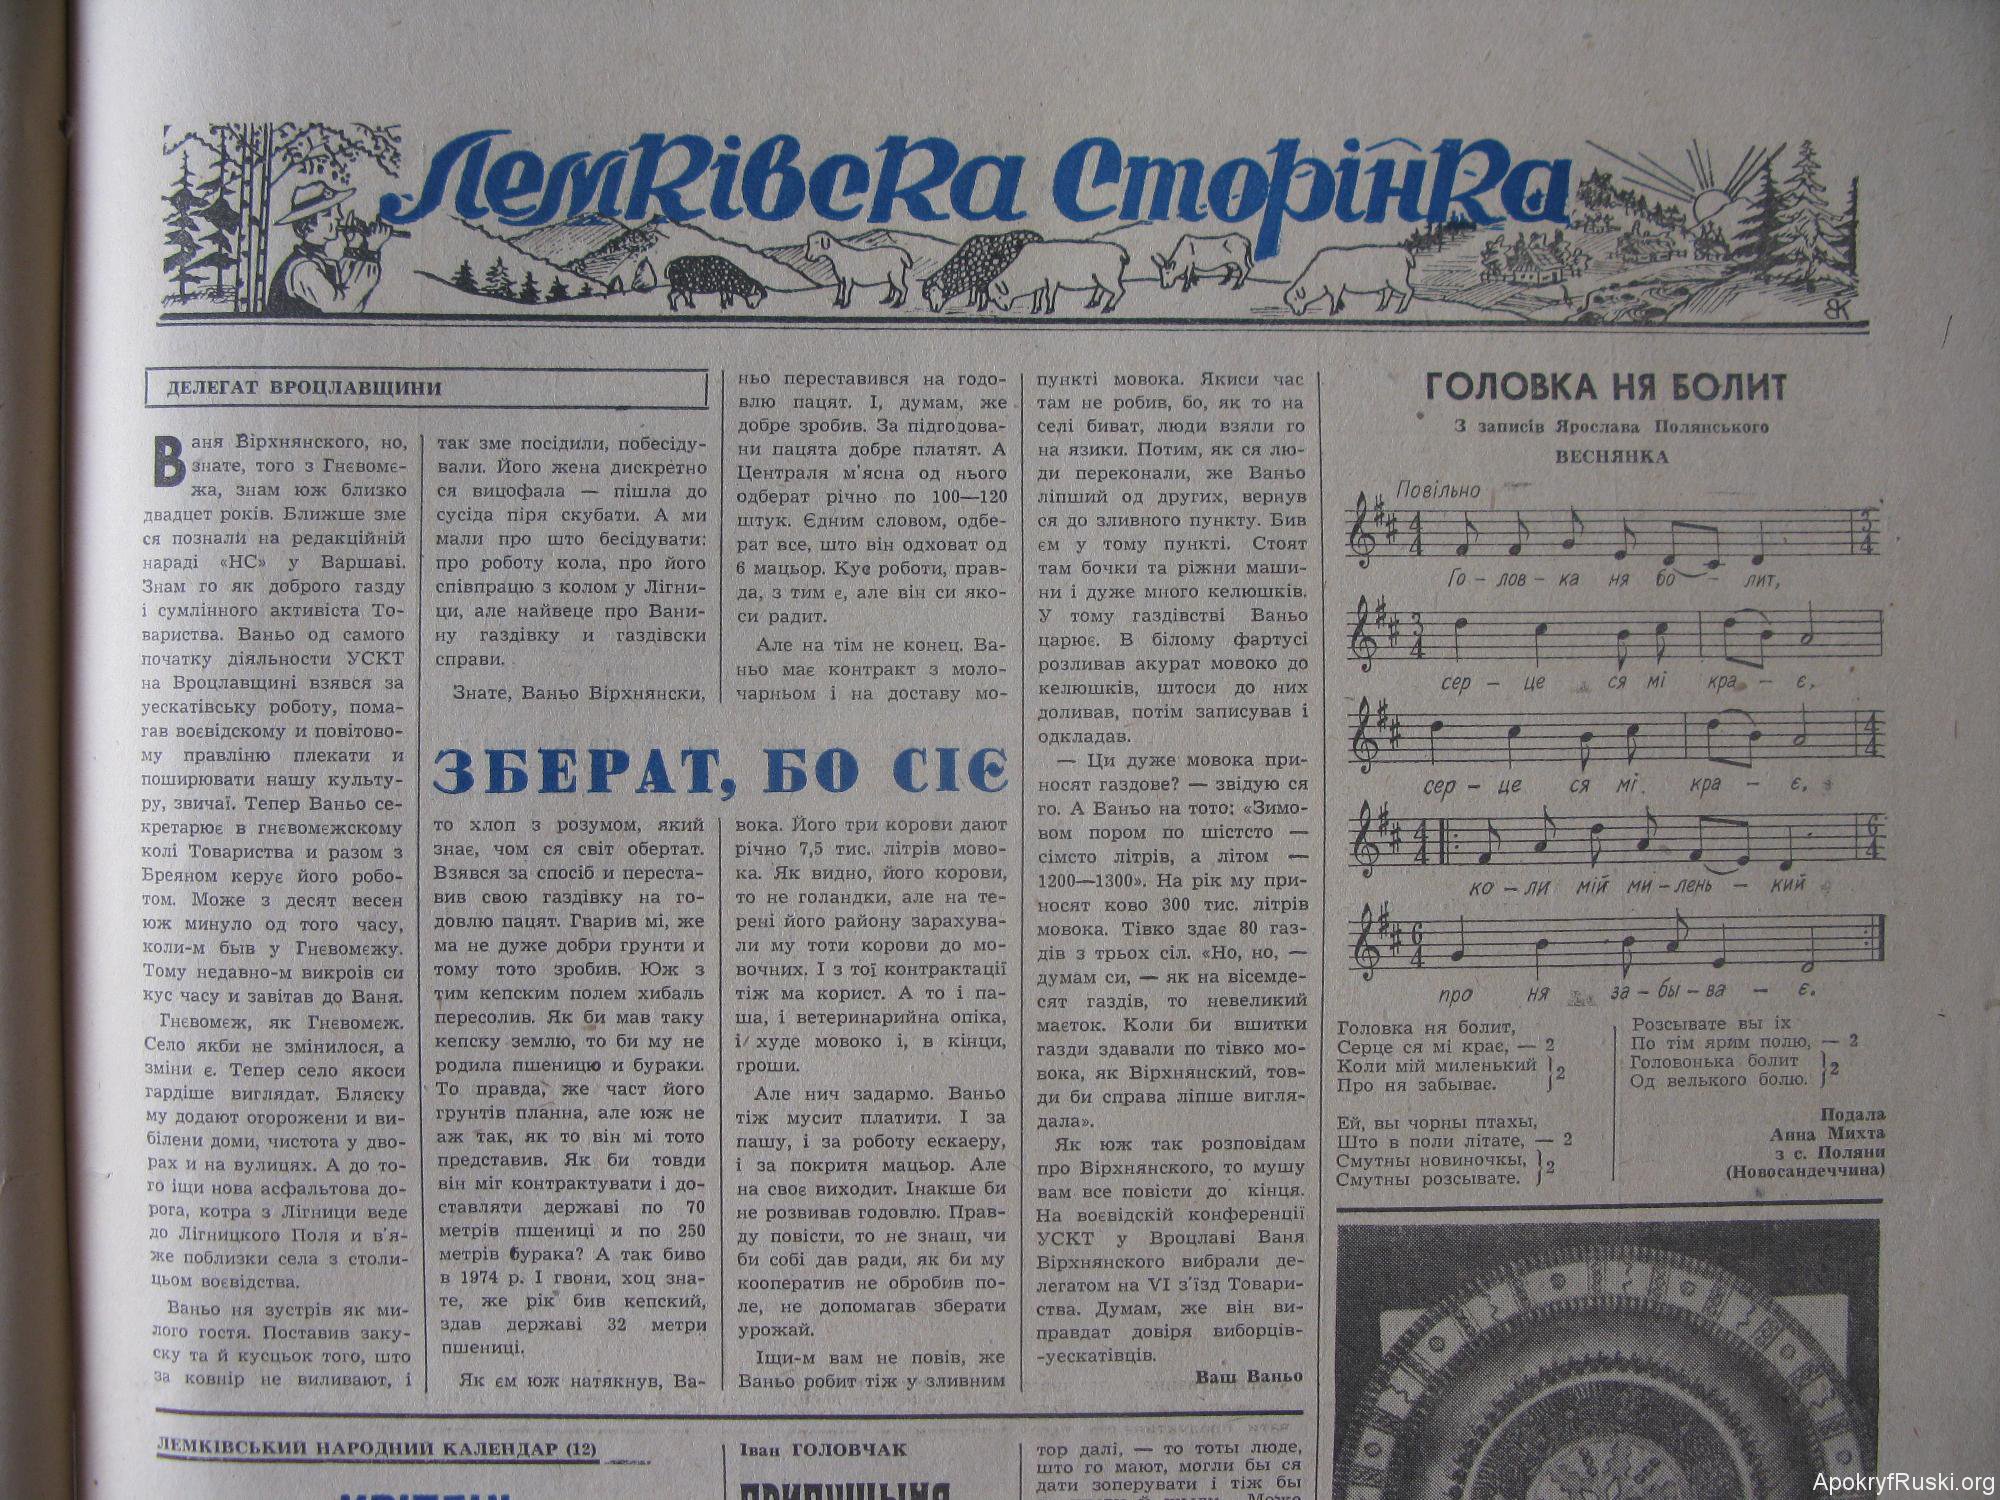 Лемківска Сторінка
ДЕЛЕГАТ ВРОЦЛАВЩИНИ
Ваня Вірхнянского, но,
знате, того з Гнєвоме-
жа, знам юж близко
двадцет років. Ближше зме
ся познали на редакційній
нараді «НС» у Варшаві.
Знам го як доброго газду
і сумлінного активіста То-
вариства. Ваньо од самого
початку діяльности УСКТ
на Вроцлавщині взявся за
уескатівську роботу, пома-
гав воєвідскому и повітово-
му правліню плекати и
поширювати нашу культу-
ру, звичаї. Тепер Ваньо се-
кретарює в гнєвомежскому
колі Товариства и разом з
Бреяном керує його робо-
том. Може з десят весен
юж минуло од того часу,
коли-м быв у Гнєвомежу.
Тому недавно-м викроів си
кус часу и завітав до Ваня.
Гнєвомеж, як Гнєвомеж.
Село якби не змінилося, а
зміни є. Тепер село якоси
гардіше виглядат. Бляску
му додают огорожени и ви-
білени доми, чистота у дво-
рах и на вулицях. А до то-
го іщи нова асфальтова до-
рога, котра з Лігници веде
до Лігницкого Поля и в'я-
же поблизки села з столи-
цьом воєвідства.
Ваньо ня зустрів як ми-
лого гостя. Поставив заку-
ску та й кусцьок того, што
за ковнір не виливают, і
так зме посідили, побесіду-
вали. Його жена дискретно
ся вицофала — пішла до
сусіда піря скубати. А ми
мали про што бесідувати:
про роботу кола, про його
співпрацю з колом у Лігни-
ци, але найвеце про Вани-
ну газдівку и газдівски
справи.
Знате, Ваньо Вірхнянски,
ЗБЕРАТ, БО СІЄ
то хлоп з розумом, який
знає, чом ся світ обертат.
Взявся за спосіб и переста-
вив свою газдівку на го-
довлю пацят. Гварив мі, же
ма не дуже добри грунти и
тому тото зробив. Юж з
тим кепским полем хибаль
пересолив. Як би мав таку
кепску землю, то би му не
родила пшеницю и бураки.
То правда, же част його
грунтів планна, але юж не
аж так, як то він мі тото
представив. Як би товди
він міг контрактувати і до-
ставляти державі по 70
метрів пшениці и по 250
метрів бурака? А так биво
в 1974 р. І гвони, хоц зна-
те, же рік бив кепский,
здав державі 32 метри
пшениці.
Як єм юж натякнув, Ва-
ньо переставився на годо-
влю пацят. І, думам, же
добре зробив. За підгодова-
ни пацята добре платят. А
Централя м'ясна од нього
одберат річно по 100—120
штук. Єдним словом, одбе-
рат все, што він одховат од
6 мацьор. Кус роботи, прав-
да, з тим є, але він си яко-
си радит.
Але на тім не конец. Ва-
ньо має контракт з моло-
чарньом і на доставу мо-
вока. Його три корови дают
річно 7,5 тис. літрів мово-
ка. Як видно, його корови,
то не голандки, але на те-
рені його району зарахува-
ли му тоти корови до мо-
вочних. І з тої контрактації
тіж ма корист. А то і па-
ша, і ветеринарийна опіка,
і худе мовоко і, в кінци,
гроши.
Але нич задармо. Ваньо
тіж мусит платити. І за
пашу, і за роботу ескаеру,
і за покритя мацьор. Але
на своє виходит. Інакше би
не розвивав годовлю. Прав-
ду повісти, то не знаш, чи
би собі дав ради, як би му
кооператив не обробив по-
ле, не допомагав зберати
урожай.
Іщи-м вам не повів, же
Ваньо робит тіж у зливним
пункті мовока. Якиси час
там не робив, бо, як то на
селі биват, люди взяли го
на язики. Потим, як ся лю-
ди переконали, же Ваньо
ліпший од других, вернув
ся до зливного пункту. Бив
єм у тому пункті. Стоят
там бочки та ріжни маши-
ни і дуже много келюшків.
У тому газдівстві Ваньо
царює. В білому фартусі
розливав акурат мовоко до
келюшків, штоси до них
доливав, потім записував і
одкладав.
— Ци дуже мовока при-
носят газдове? — звідую ся
го. А Ваньо на тото: «Зимо-
вом пором по шістсто —
сімсто літрів, а літом —
1200—1300». На рік му при-
носят ково 300 тис. літрів
мовока. Тівко здає 80 газ-
дів з трьох сіл. «Но, но, —
думам си, — як на вісемде-
сят газдів, то невеликий
маєток. Коли би вшитки
газди здавали по тівко мо-
вока, як Вірхнянский, тов-
ди би справа ліпше вигля-
дала».
Як юж так розповідам
про Вірхнянского, то мушу
вам все повісти до кінця.
На воєвідскій конференції
УСКТ у Вроцлаві Ваня
Вірхнянского вибрали де-
легатом на VI з'їзд Товари-
ства. Думам, же він ви-
правдат довіря виборців-
-уескатівців.
Ваш Ваньо
ГОЛОВКА НЯ БОЛИТ
З записів Ярослава Полянського
ВЕСНЯНКА
Повільно
Го – лов – ка ня бо – лит,
сер – це ся мі кра – є,
сер – це ся мі кра – є,
ко – ли мій ми – лень – кий
про ня за – бы – ва – є.
Головка ня болит,
Серце ся мі крає, — 2
Коли мій миленький } 2
Про ня забыває.
Ей, вы чорны птахы,
Што в поли літате, — 2
Смутны новиночкы, } 2
Смутны розсывате.
Розсывате вы іх
По тім ярим полю, — 2
Головонька болит } 2
Од велького болю.
Подала
Анна Михта
з с. Поляни
(Новосандеччина)
ЛЕМКІВСЬКИЙ НАРОДНИЙ КАЛЕНДАР (12)
Іван ГОЛОВЧАК
тор далі, — то тоты люде,
што го мают, могли бы ся
дати зоперувати і тіж бы
ApokryfRuski.org